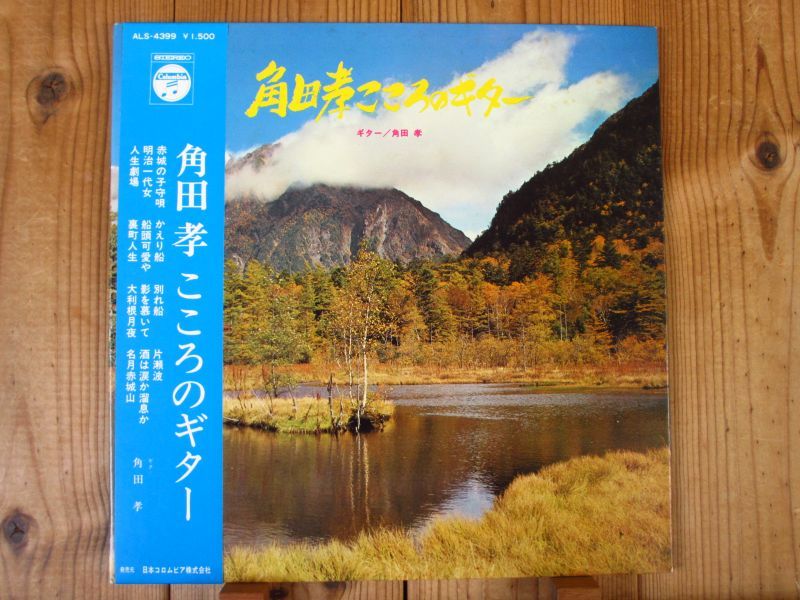 ALS-4399 ¥1,500
STEREO
Columbia
角田孝こころのギター
ギター/角田 孝
角田 孝 こころのギター
赤城の子守唄 かえり船 別れ船 片瀬波
明治一代女 船頭可愛や 影を慕いて 酒は涙か溜息か
人生劇場 裏町人生 大利根月夜 名月赤城山
ギター 角田 孝
発売元 日本コロムビア株式会社